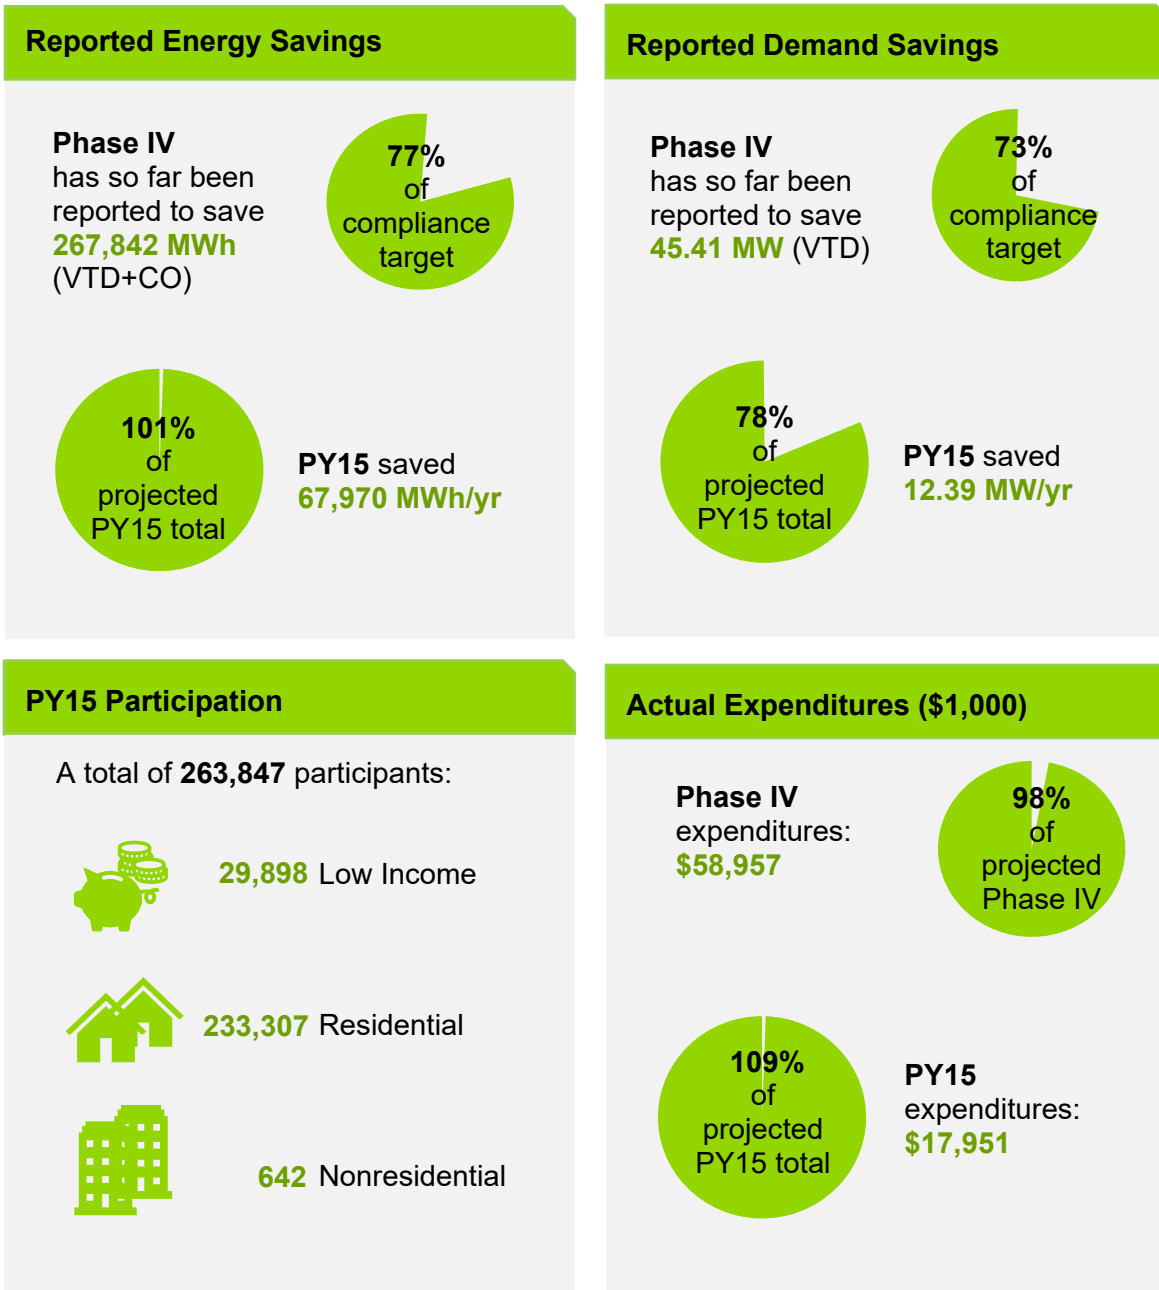 Reported Energy Savings
Phase IV
has so far been
reported to save
267,842 MWh
(VTD+CO)
77%
of
compliance
target
101%
of
projected
PY15 total
PY15 saved
67,970 MWh/yr
Reported Demand Savings
Phase IV
has so far been
reported to save
45.41 MW (VTD)
73%
of
compliance
target
78%
of
projected
PY15 total
PY15 saved
12.39 MW/yr
PY15 Participation
A total of 263,847 participants:
29,898 Low Income
233,307 Residential
642 Nonresidential
Actual Expenditures ($1,000)
Phase IV
expenditures:
$58,957
98%
of
projected
Phase IV
109%
of
projected
PY15 total
PY15
expenditures:
$17,951